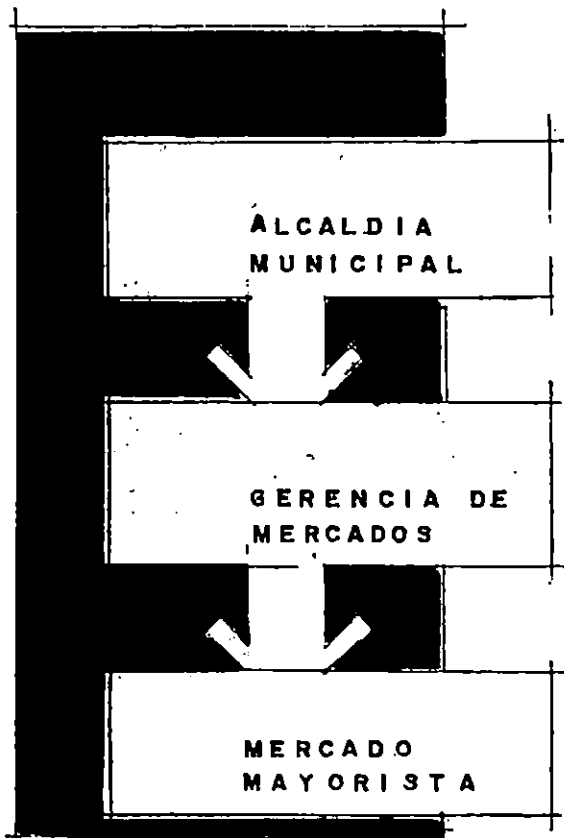 ALCALDIA
MUNICIPAL
GERENCIA DE
MERCADOS
MERCADO
MAYORISTA